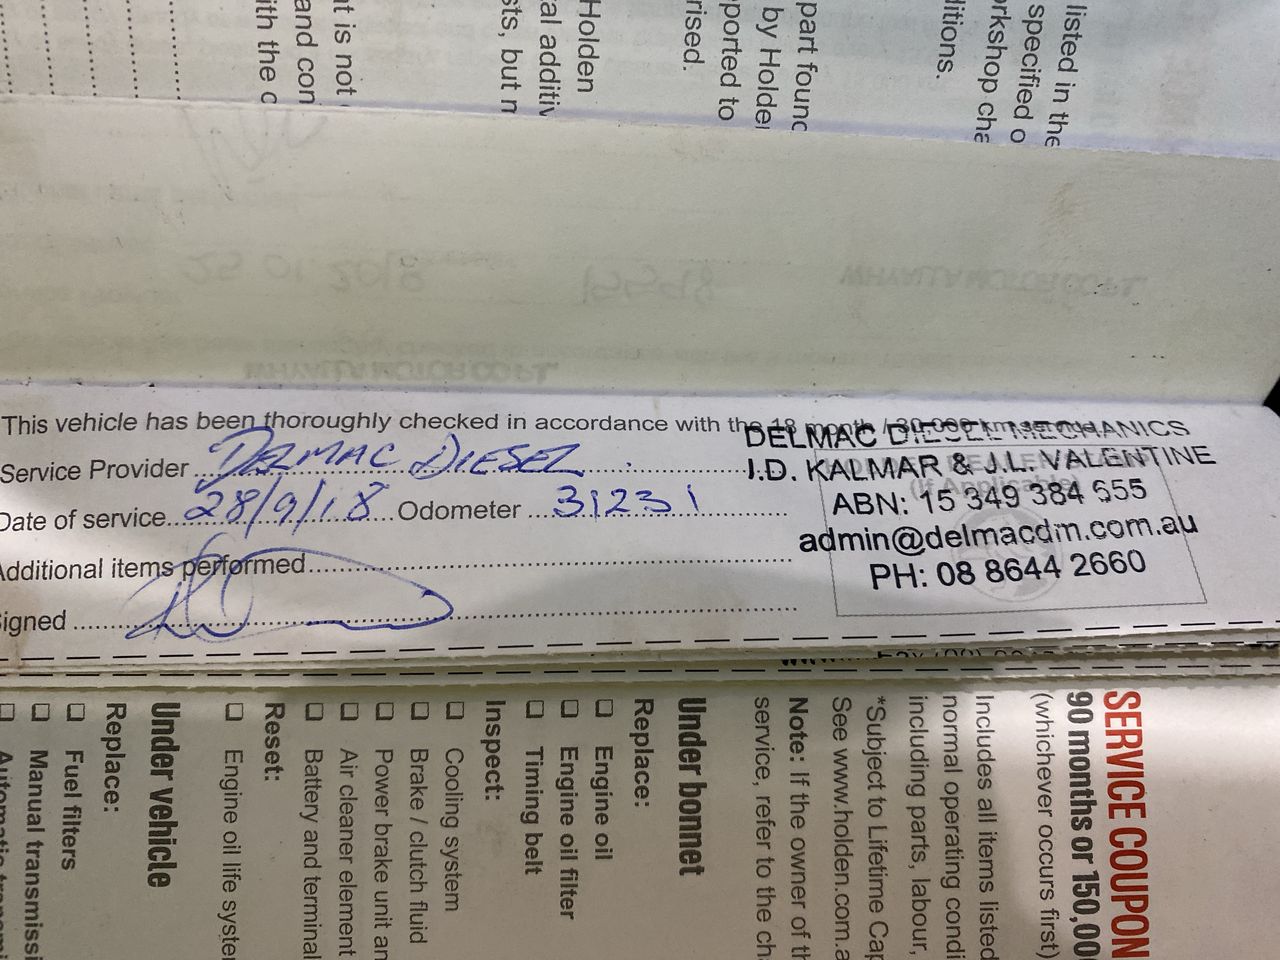 listed in the
specified o
orkshop cha
ditions.
part found
by Holde
ported to
rised.
Holden
al additiv
sts, but n
t is not
and con
ith the c
This vehicle has been thoroughly checked in accordance with the 18 month / 30,000 km service
Service Provider DELMAC DIESEL
Date of service 28/9/18 Odometer 31231
Additional items performed
igned
DELMAC DIESEL MECHANICS
J.D. KALMAR & J.L. VALENTINE
(If Applicable)
ABN: 15 349 384 655
admin@delmacdm.com.au
PH: 08 8644 2660
SERVICE COUPON
90 months or 150,00
(whichever occurs first)
Includes all items listed
normal operating condi
including parts, labour,
*Subject to Lifetime Cap
See www.holden.com.a
Note: If the owner of th
service, refer to the ch
Under bonnet
Replace:
☐ Engine oil
☐ Engine oil filter
☐ Timing belt
Inspect:
☐ Cooling system
☐ Brake / clutch fluid
☐ Power brake unit an
☐ Air cleaner element
☐ Battery and terminal
Reset:
☐ Engine oil life syste
Under vehicle
Replace:
☐ Fuel filters
☐ Manual transmissi